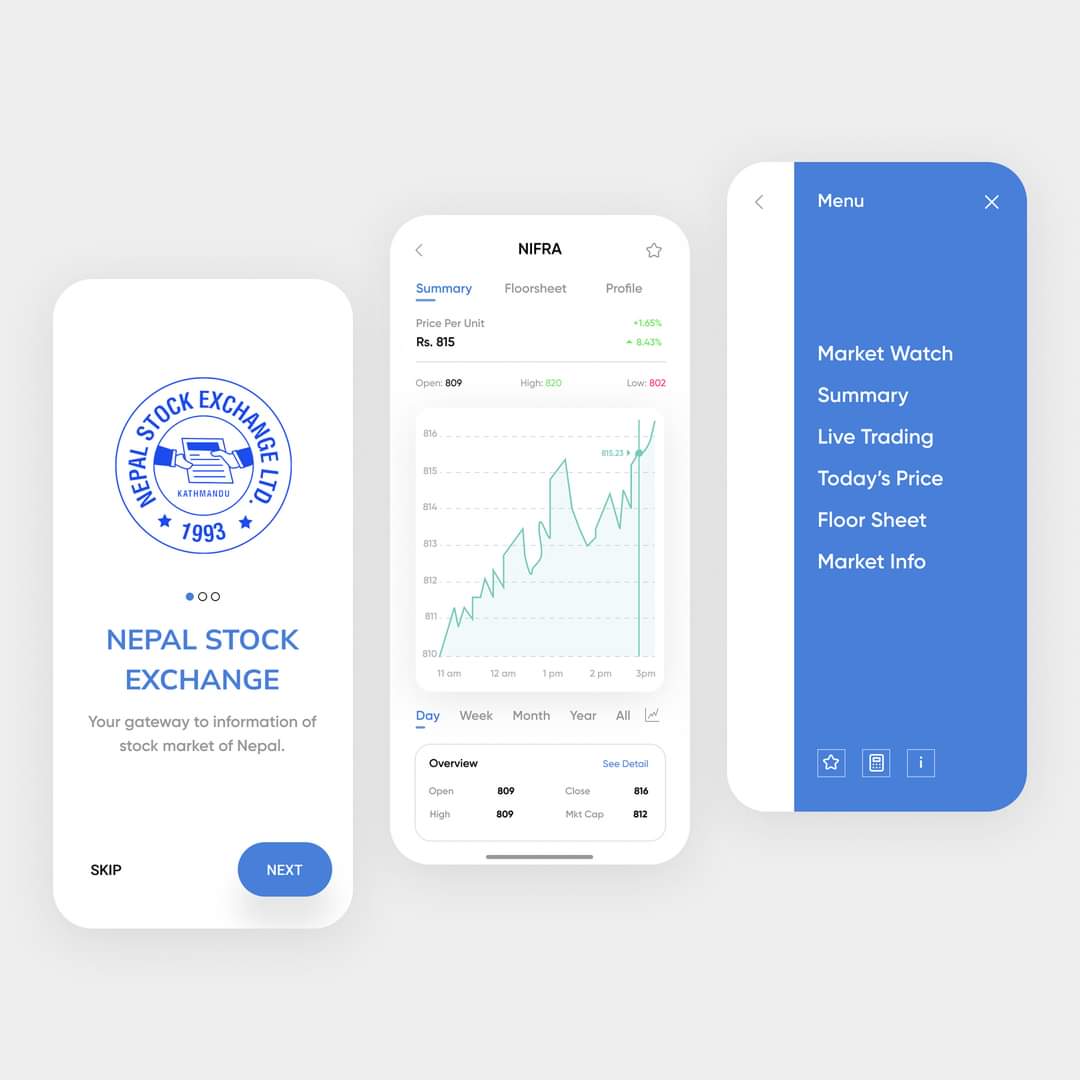 NEPAL STOCK EXCHANGE LTD.
KATHMANDU
1993
NEPAL STOCK
EXCHANGE
Your gateway to information of
stock market of Nepal.
SKIP
NEXT
NIFRA
Summary Floorsheet Profile
Price Per Unit +1.65%
Rs. 815 8.43%
Open: 809 High: 820 Low: 802
816
815.23
815
814
813
812
811
810
11 am 12 am 1 pm 2 pm 3pm
Day Week Month Year All
Overview See Detail
Open 809 Close 816
High 809 Mkt Cap 812
Menu
Market Watch
Summary
Live Trading
Today’s Price
Floor Sheet
Market Info
i